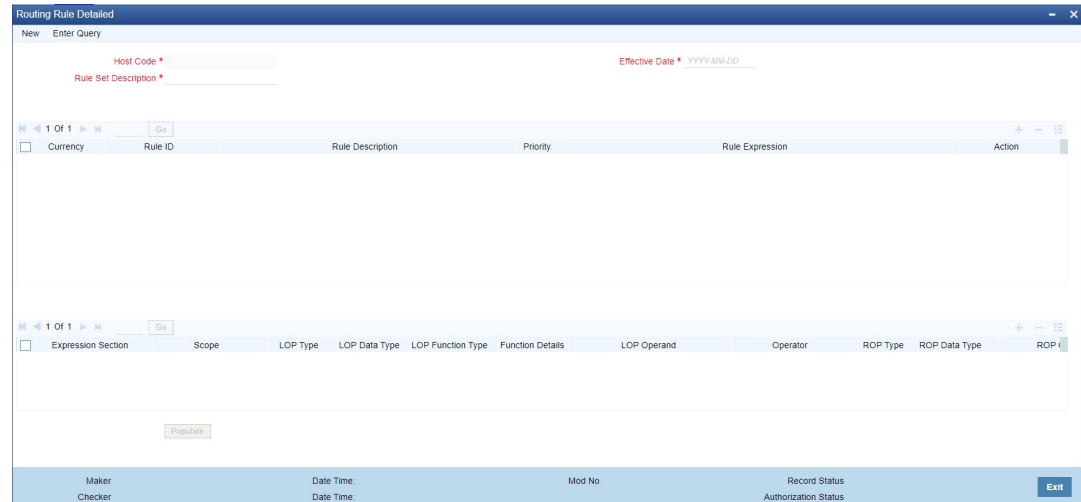 Routing Rule Detailed
New Enter Query
Host Code * Effective Date * YYYY-MM-DD
Rule Set Description *
1 Of 1 Go
Currency Rule ID Rule Description Priority Rule Expression Action
1 Of 1 Go
Expression Section Scope LOP Type LOP Data Type LOP Function Type Function Details LOP Operand Operator ROP Type ROP Data Type ROP
Populate
Maker Date Time: Mod No Record Status
Checker Date Time: Authorization Status
Exit